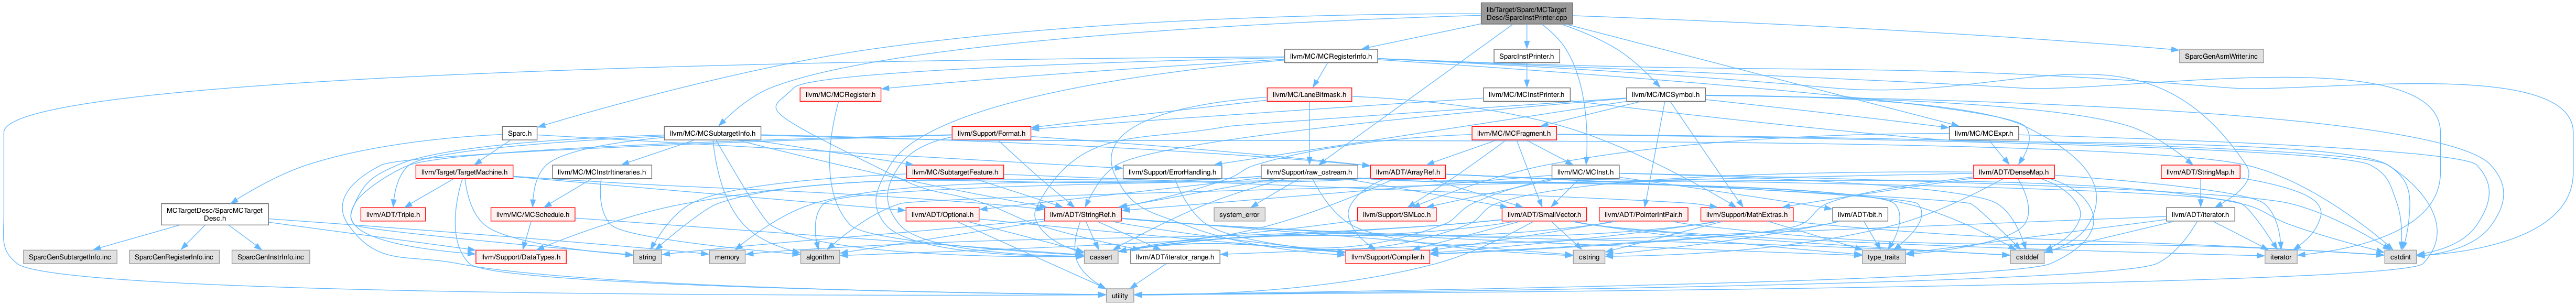 lib/Target/Sparc/MCTarget
Desc/SparcInstPrinter.cpp
llvm/MC/MCRegisterInfo.h
SparcInstPrinter.h
SparcGenAsmWriter.inc
llvm/MC/MCRegister.h
llvm/MC/LaneBitmask.h
llvm/MC/MCInstPrinter.h
llvm/MC/MCSymbol.h
Sparc.h
llvm/MC/MCSubtargetInfo.h
llvm/Support/Format.h
llvm/MC/MCFragment.h
llvm/MC/MCExpr.h
llvm/Target/TargetMachine.h
llvm/MC/MCInstrItineraries.h
llvm/MC/MCSubtargetFeature.h
llvm/Support/ErrorHandling.h
llvm/Support/raw_ostream.h
llvm/ADT/ArrayRef.h
llvm/MC/MCInst.h
llvm/ADT/DenseMap.h
llvm/ADT/StringMap.h
MCTargetDesc/SparcMCTarget
Desc.h
llvm/ADT/Triple.h
llvm/MC/MCSchedule.h
system_error
llvm/ADT/Optional.h
llvm/ADT/StringRef.h
llvm/Support/SMLoc.h
llvm/ADT/SmallVector.h
llvm/ADT/PointerIntPair.h
llvm/Support/MathExtras.h
llvm/ADT/bit.h
llvm/ADT/iterator.h
SparcGenSubtargetInfo.inc
SparcGenRegisterInfo.inc
SparcGenInstrInfo.inc
llvm/Support/DataTypes.h
string
memory
algorithm
cassert
llvm/ADT/iterator_range.h
llvm/Support/Compiler.h
cstring
type_traits
cstddef
iterator
cstdint
utility